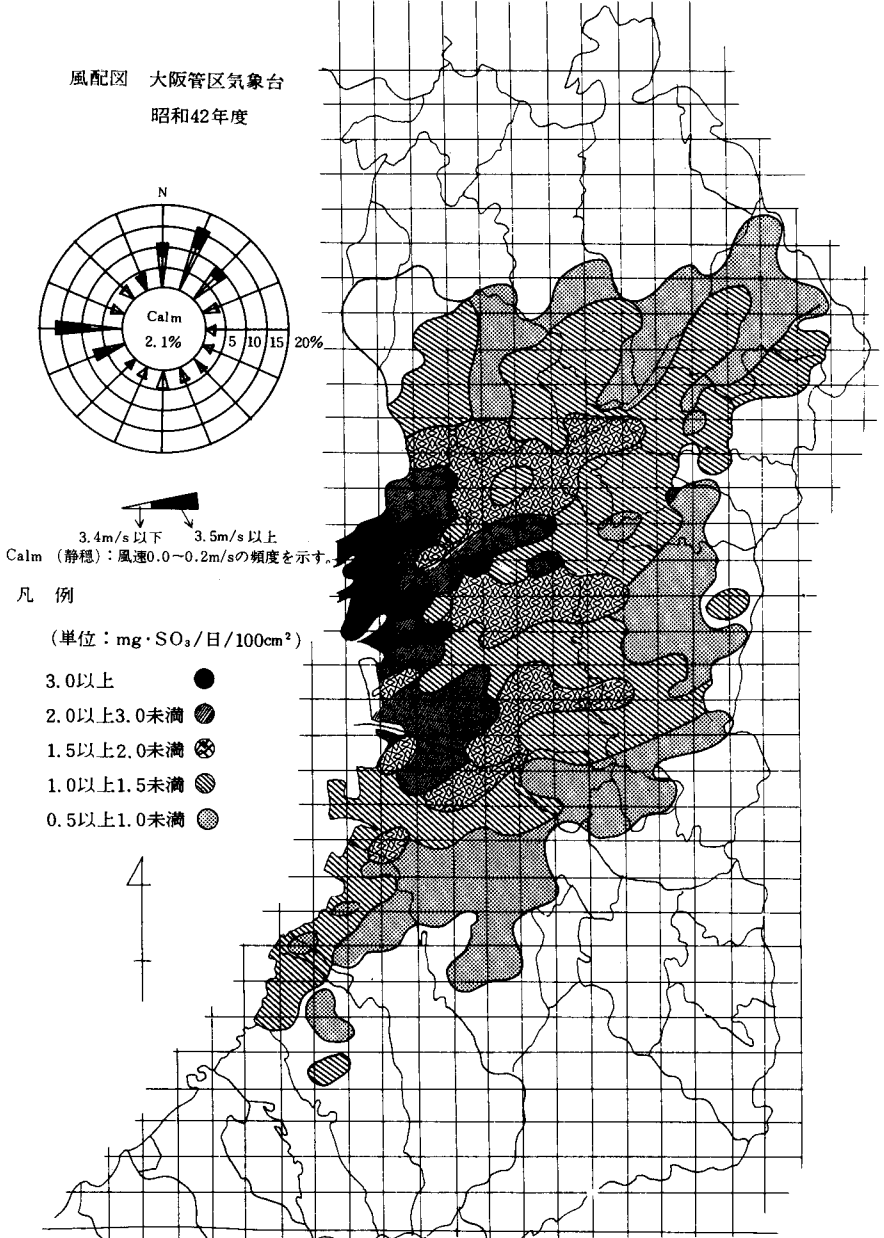 風配図 大阪管区気象台
昭和42年度
N
Calm
2.1%
5 10 15 20%
3.4m/s以下 3.5m/s以上
Calm (静穏):風速0.0~0.2m/sの頻度を示す。
凡 例
(単位:mg・SO₃/日/100cm²)
3.0以上
2.0以上3.0未満
1.5以上2.0未満
1.0以上1.5未満
0.5以上1.0未満